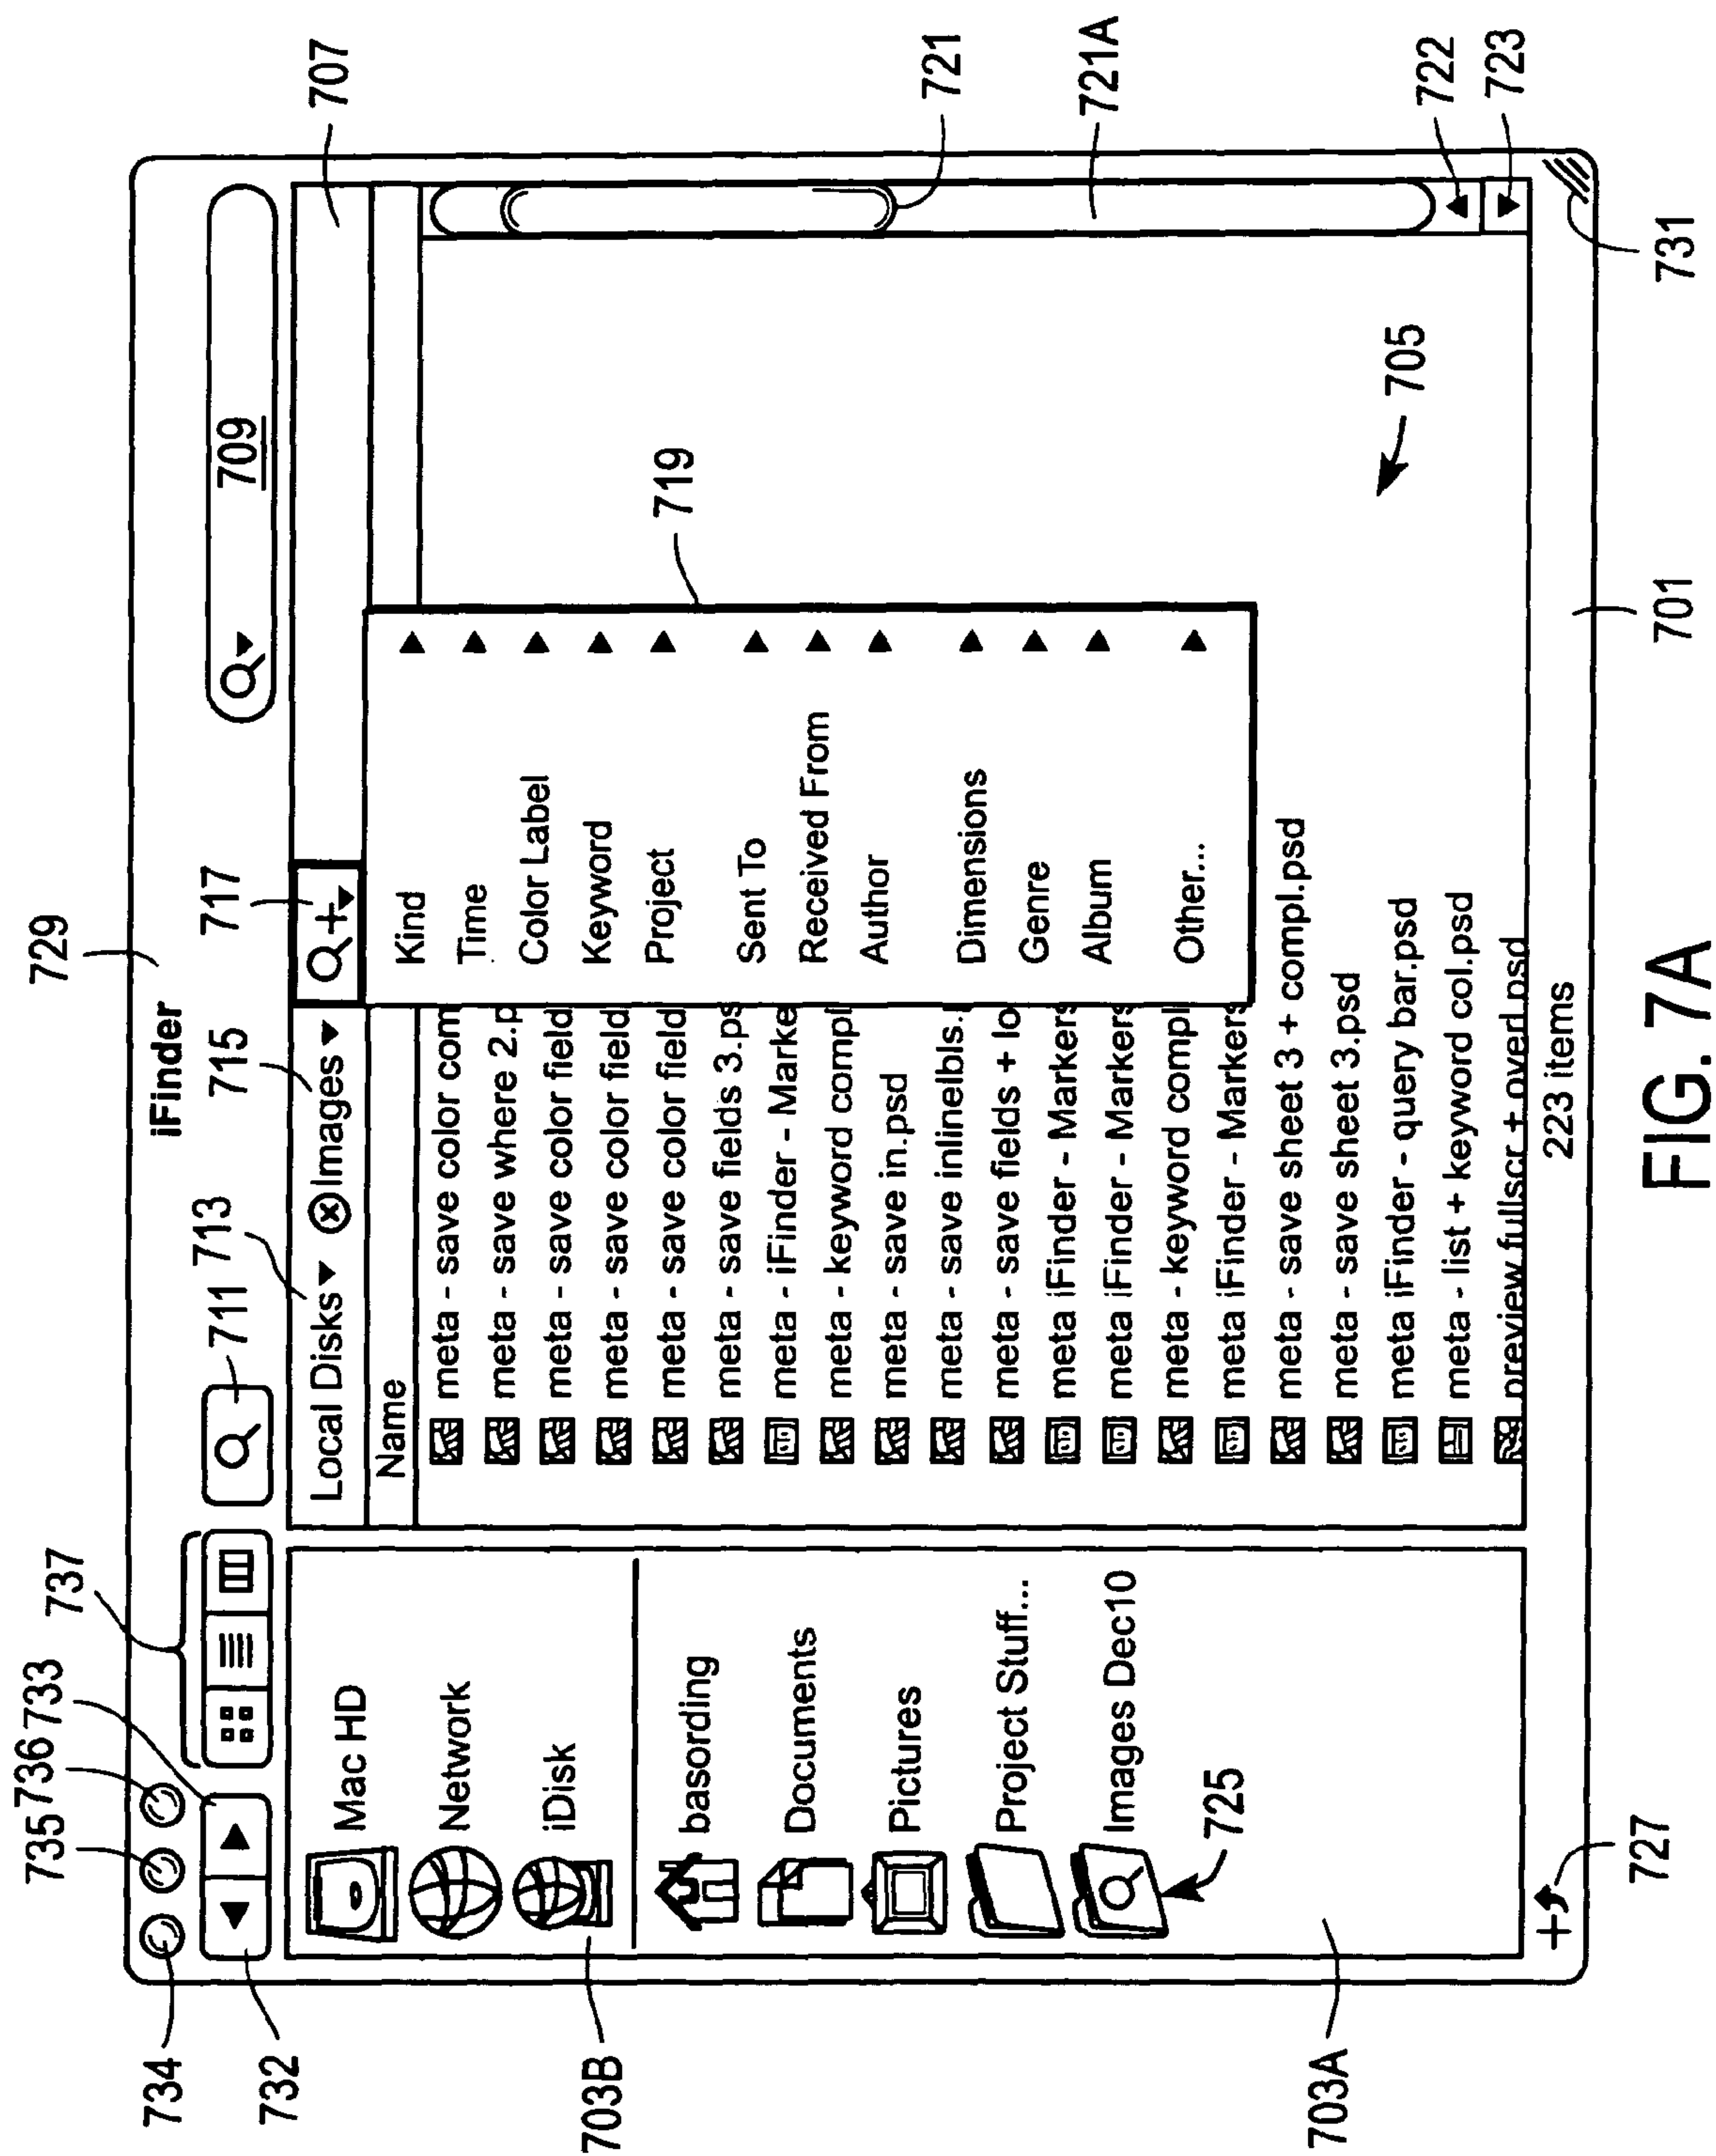 729
iFinder
734
735
736
733
737
732
711
713
715
717
709
707
Local Disks
Images
Name
Mac HD
Network
iDisk
703B
basording
Documents
Pictures
Project Stuff...
Images Dec10
725
703A
meta - save color com
meta - save where 2.p
meta - save color field
meta - save color field
meta - save color field
meta - save fields 3.ps
meta - iFinder - Marke
meta - keyword compl
meta - save in.psd
meta - save inlinelbls.
meta - save fields + lo
meta iFinder - Markers
meta iFinder - Markers
meta - keyword compl
meta iFinder - Markers
meta - save sheet 3 + compl.psd
meta - save sheet 3.psd
meta iFinder - query bar.psd
meta - list + keyword col.psd
preview fullscr + overl.psd
Kind
Time
Color Label
Keyword
Project
Sent To
Received From
Author
Dimensions
Genre
Album
Other...
719
705
721
721A
722
723
731
727
223 items
701
FIG. 7A